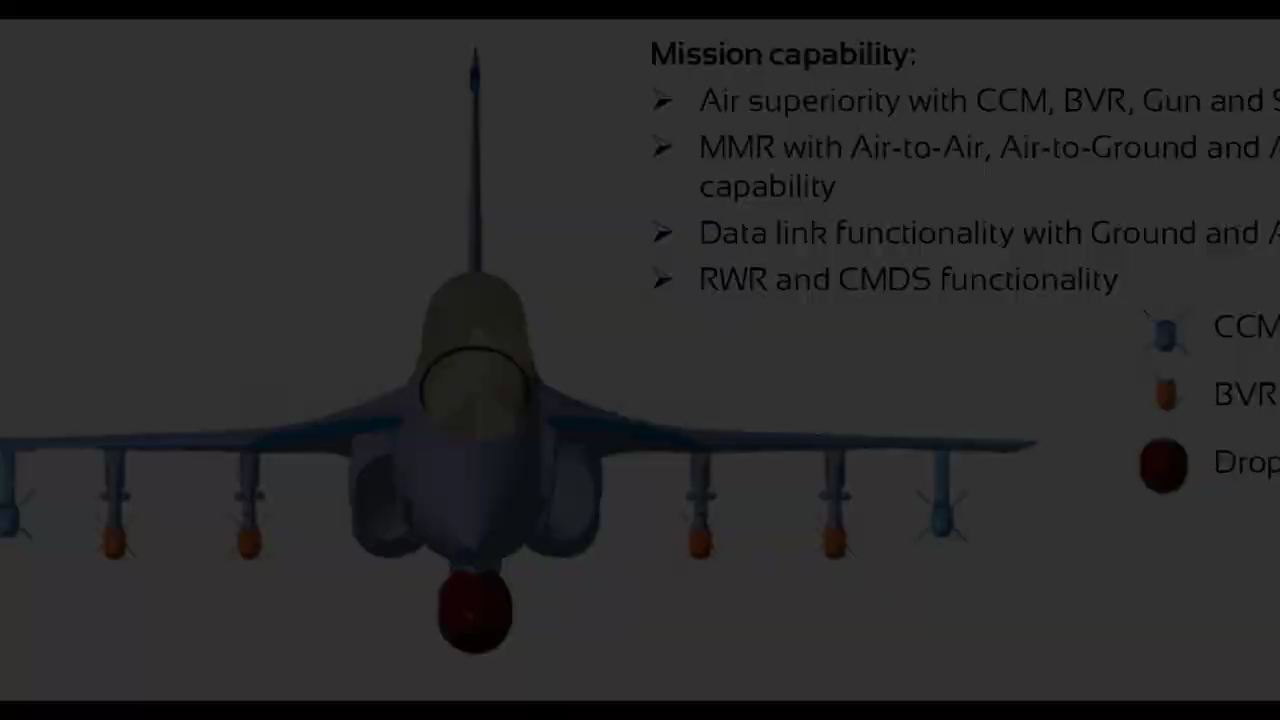 Mission capability:
Air superiority with CCM, BVR, Gun and
MMR with Air-to-Air, Air-to-Ground and
capability
Data link functionality with Ground and
RWR and CMDS functionality
CCM
BVR
Drop